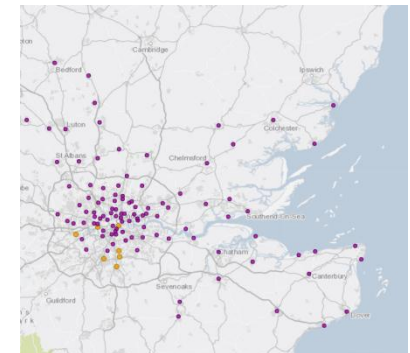 Cambridge
Bedford
Ipswich
Luton
Colchester
St Albans
Chelmsford
Southend-On-Sea
Chatham
Canterbury
Sevenoaks
Guildford
Dover